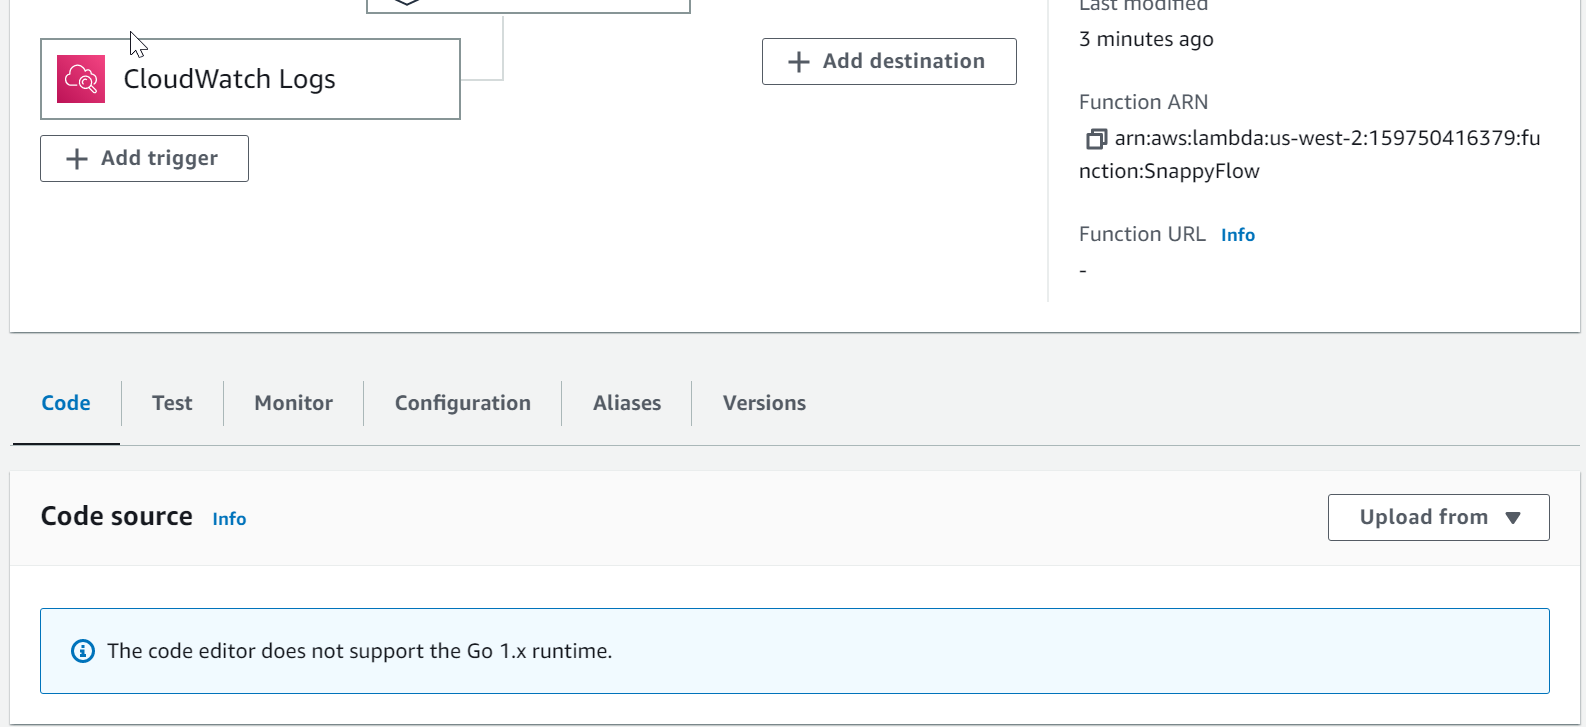 Last modified
3 minutes ago
CloudWatch Logs
Add destination
Add trigger
Function ARN
arn:aws:lambda:us-west-2:159750416379:fu
nction:SnappyFlow
Function URL Info
-
Code
Test
Monitor
Configuration
Aliases
Versions
Code source Info
Upload from
The code editor does not support the Go 1.x runtime.